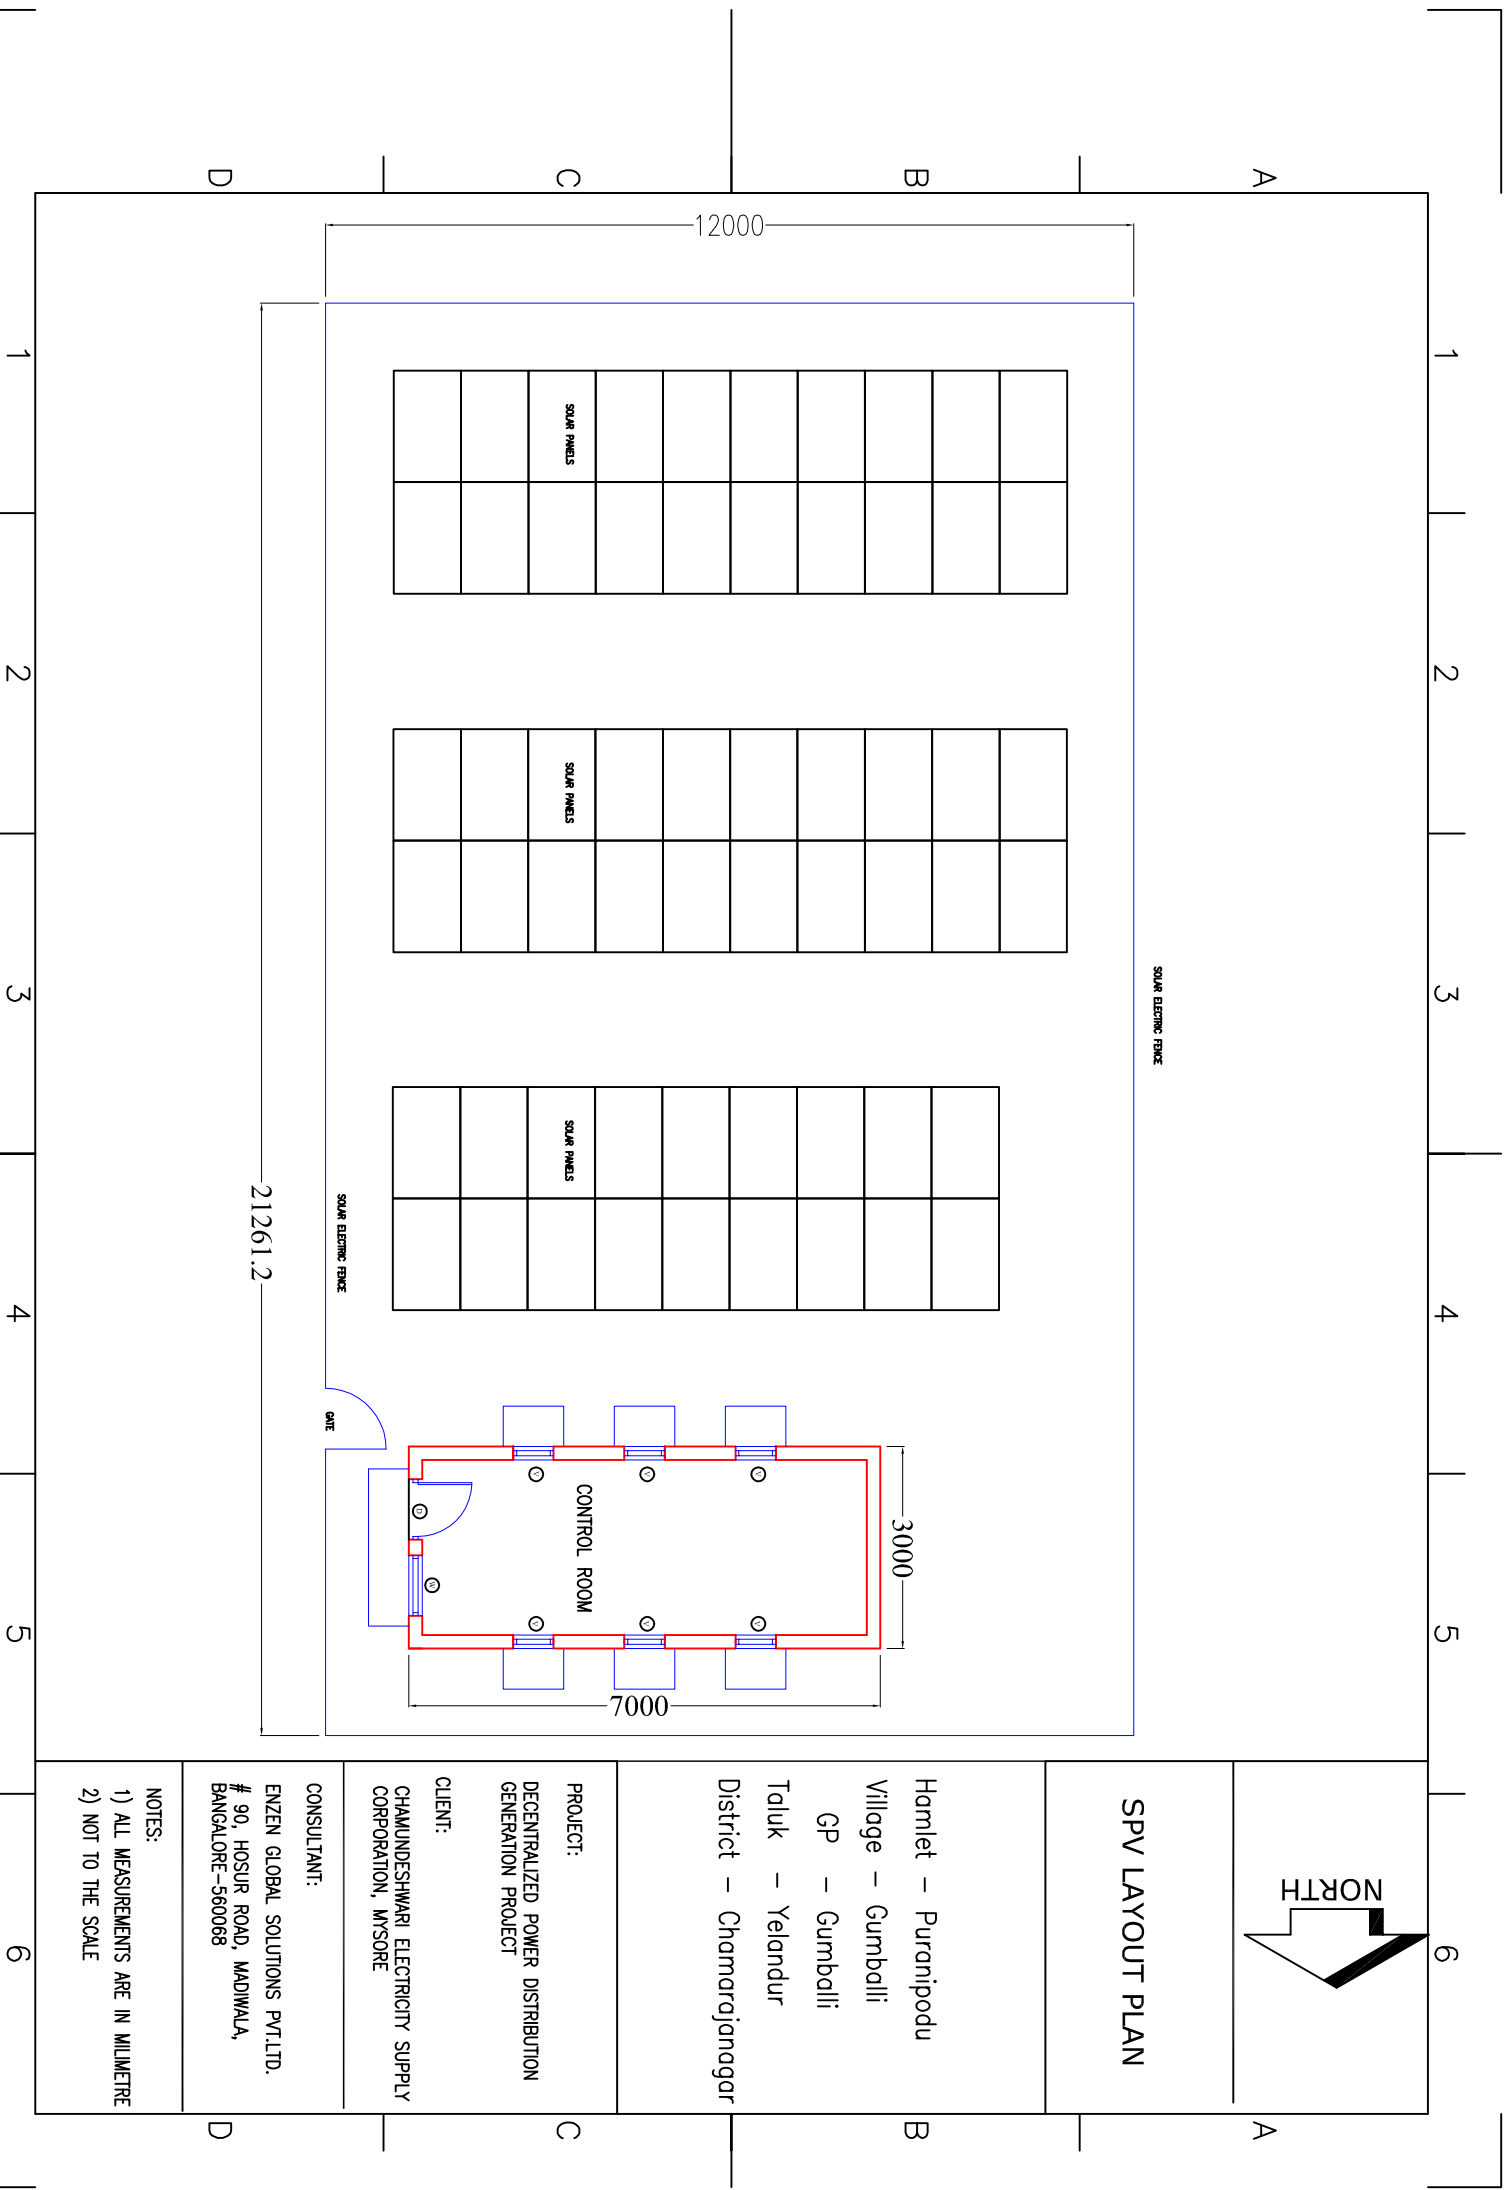 A
B
C
D
A
B
C
D
1
2
3
4
5
6
1
2
3
4
5
6
NORTH
SPV LAYOUT PLAN
Hamlet – Puranipodu
Village – Gumballi
GP – Gumballi
Taluk – Yelandur
District – Chamarajanagar
PROJECT:
DECENTRALIZED POWER DISTRIBUTION
GENERATION PROJECT
CLIENT:
CHAMUNDESHWARI ELECTRICITY SUPPLY
CORPORATION, MYSORE
CONSULTANT:
ENZEN GLOBAL SOLUTIONS PVT.LTD.
# 90, HOSUR ROAD, MADIWALA,
BANGALORE–560068
NOTES:
1) ALL MEASUREMENTS ARE IN MILIMETRE
2) NOT TO THE SCALE
12000
SOLAR ELECTRIC FENCE
SOLAR PANELS
SOLAR PANELS
SOLAR PANELS
3000
7000
CONTROL ROOM
V
V
V
V
V
V
D
W
GATE
SOLAR ELECTRIC FENCE
21261.2